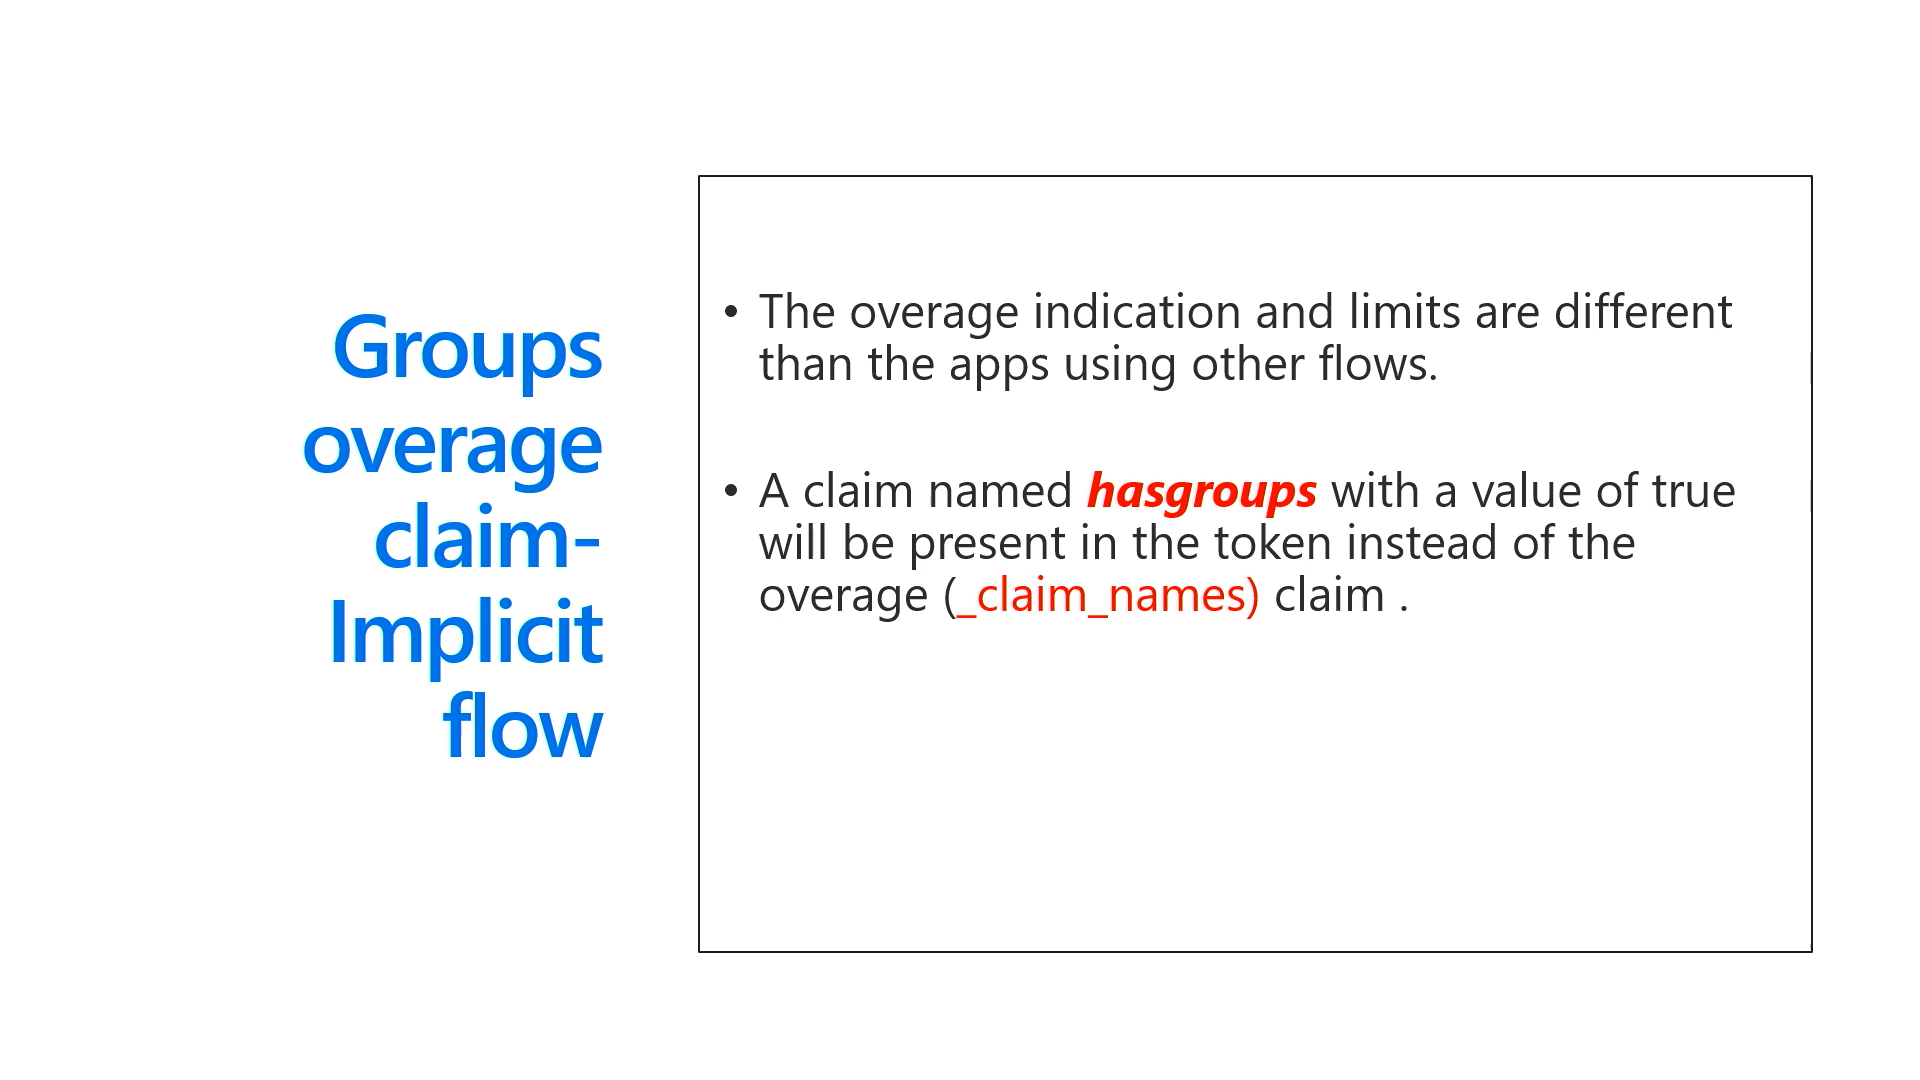 Groups
overage
claim-
Implicit
flow
• The overage indication and limits are different
than the apps using other flows.
• A claim named hasgroups with a value of true
will be present in the token instead of the
overage (_claim_names) claim .